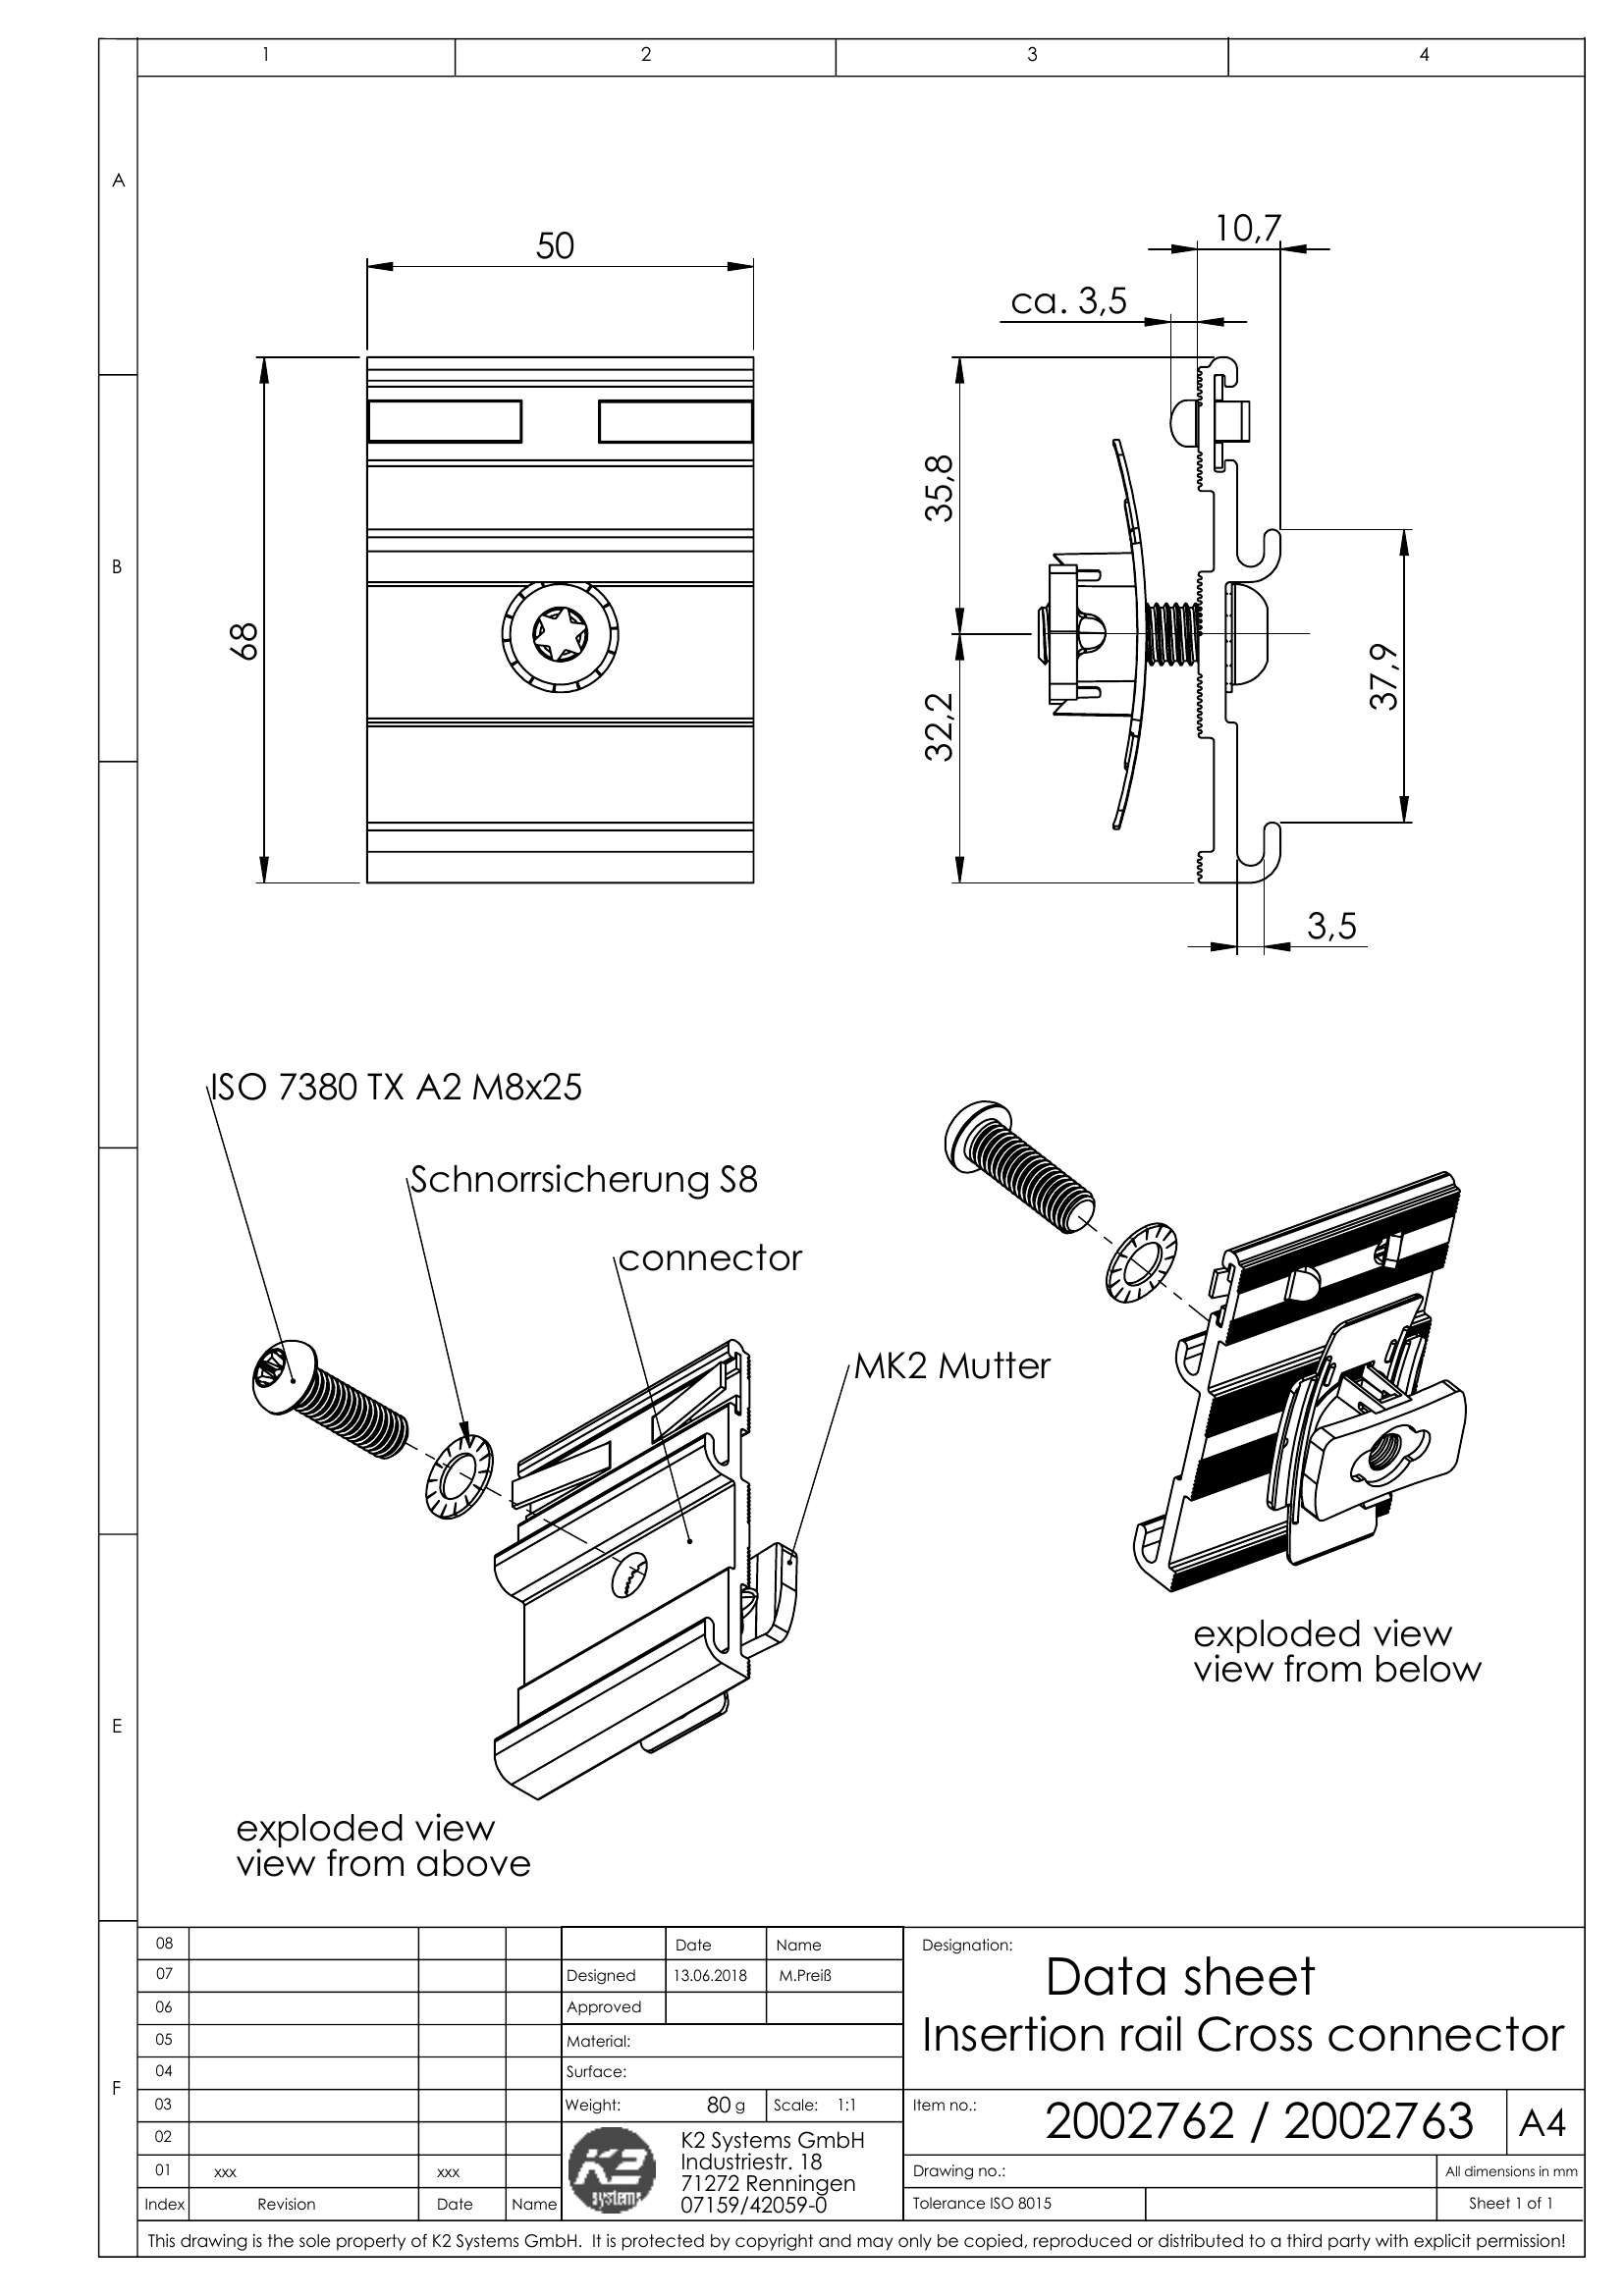 1 2 3 4
A
B
E
F
50
68
10,7
ca. 3,5
35,8
32,2
37,9
3,5
ISO 7380 TX A2 M8x25
Schnorrsicherung S8
connector
MK2 Mutter
exploded view
view from below
exploded view
view from above
08
07
06
05
04
03
02
01 xxx xxx
Index Revision Date Name
Date Name
Designed 13.06.2018 M.Preiß
Approved
Material:
Surface:
Weight: 80 g Scale: 1:1
K2
systems
K2 Systems GmbH
Industriestr. 18
71272 Renningen
07159/42059-0
Designation:
Data sheet
Insertion rail Cross connector
Item no.: 2002762 / 2002763 A4
Drawing no.: All dimensions in mm
Tolerance ISO 8015 Sheet 1 of 1
This drawing is the sole property of K2 Systems GmbH. It is protected by copyright and may only be copied, reproduced or distributed to a third party with explicit permission!